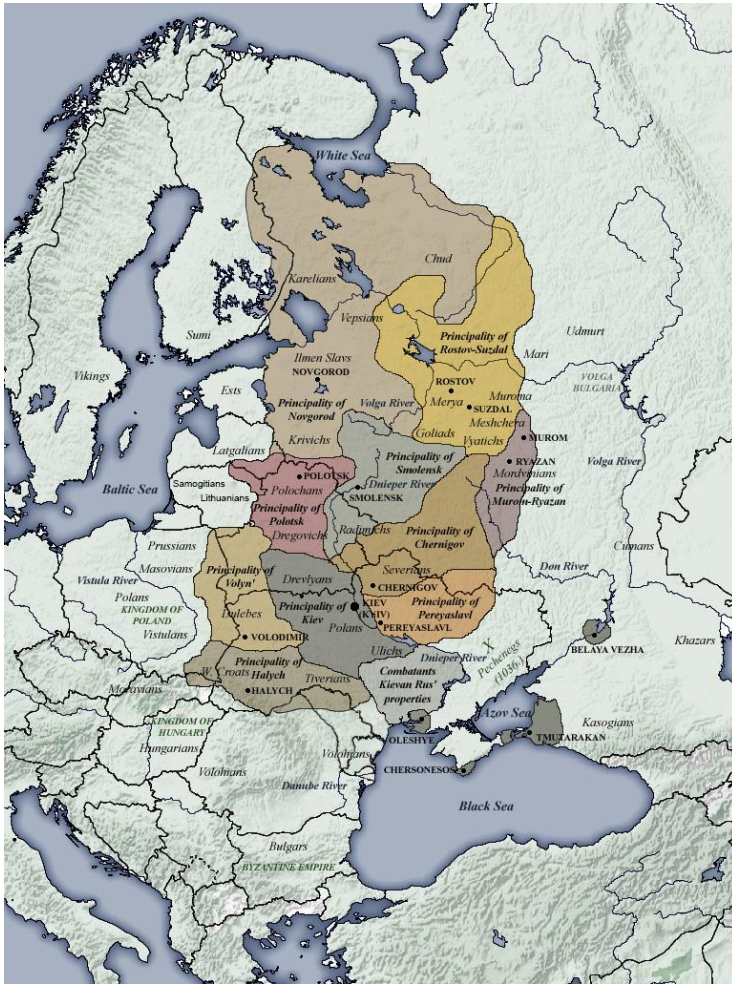 White Sea
Chud
Karelians
Vepsians
Sumi
Principality of
Rostov-Suzdal
Udmurt
Mari
Ilmen Slavs
NOVGOROD
Vikings
ROSTOV
VOLGA
BULGARIA
Ests
Principality of
Novgorod
Volga River
Merya
Muroma
SUZDAL
Meshchera
Krivichs
Goliads
Vyatichs
MUROM
Latgalians
Principality of
Smolensk
RYAZAN
Volga River
Mordvinians
POLOTSK
Dnieper River
Baltic Sea
Samogitians
Lithuanians
Polochans
SMOLENSK
Principality of
Murom-Ryazan
Principality of
Polotsk
Radimichs
Principality of
Chernigov
Dregovichs
Prussians
Cumans
Masovians
Principality of
Volyn'
Severians
Don River
Vistula River
Drevlyans
CHERNIGOV
Polans
KINGDOM OF
POLAND
Dulebes
Principality of
Kiev
KIEV
(KYIV)
Principality of
Pereyaslavl
Vistulans
Polans
PEREYASLAVL
VOLODIMIR
Khazars
BELAYA VEZHA
Ulichs
Dnieper River
X
Pechenegs
(1036)
Principality of
Halych
W. Croats
Tiverians
Combatants
Kievan Rus'
properties
Moravians
HALYCH
Azov Sea
Kasogians
KINGDOM OF
HUNGARY
OLESHYE
TMUTARAKAN
Hungarians
Volohians
Volohians
CHERSONESOS
Danube River
Black Sea
Bulgars
BYZANTINE EMPIRE